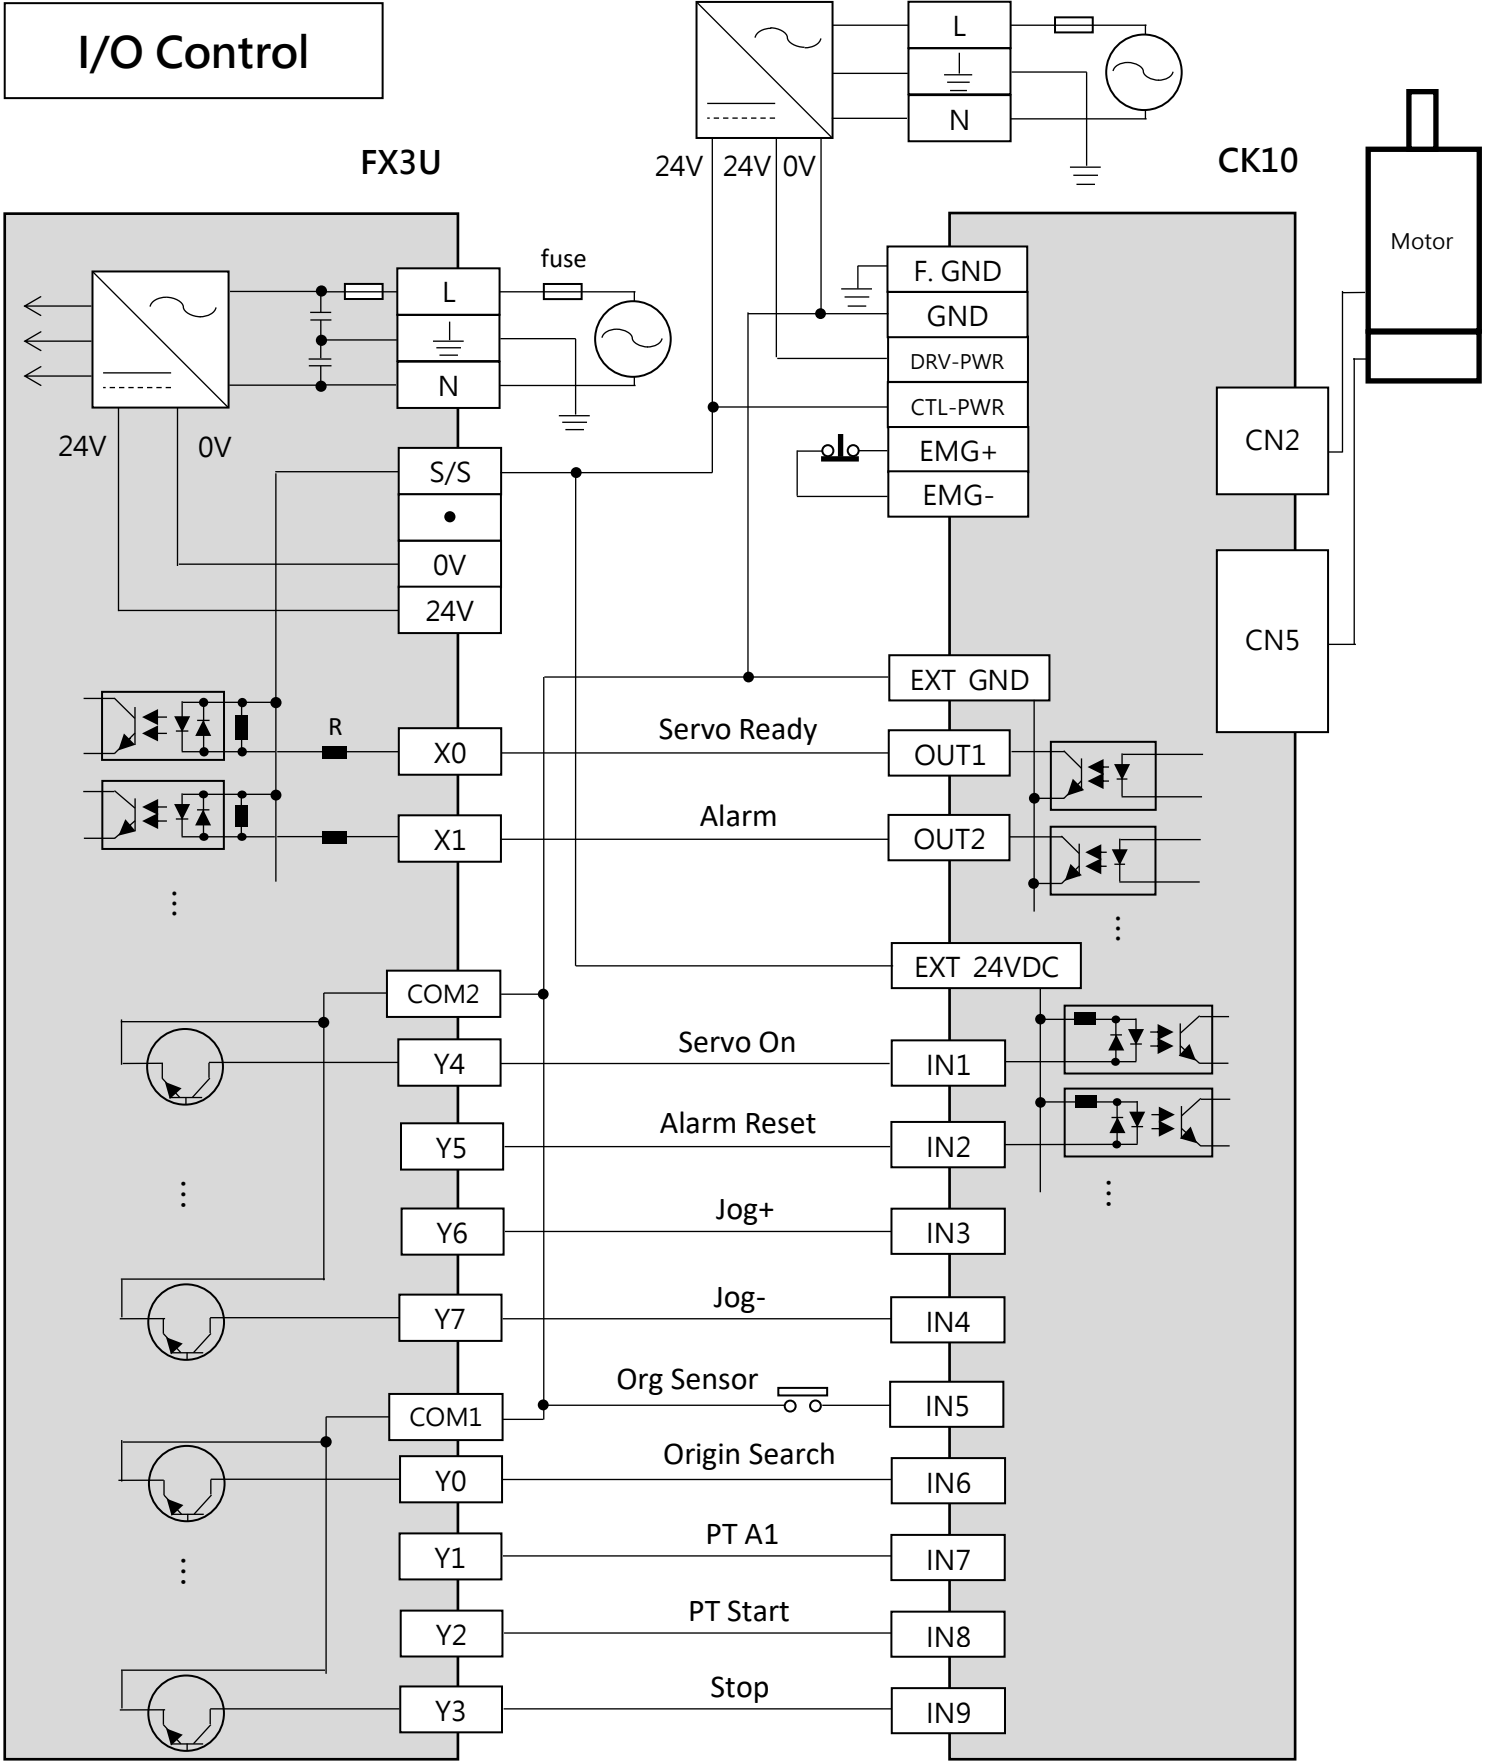 I/O Control
L
N
24V 24V 0V
FX3U
CK10
Motor
fuse
L
N
24V
0V
S/S
0V
24V
F. GND
GND
DRV-PWR
CTL-PWR
EMG+
EMG-
CN2
CN5
EXT GND
R
X0
Servo Ready
OUT1
X1
Alarm
OUT2
EXT 24VDC
COM2
Y4
Servo On
IN1
Y5
Alarm Reset
IN2
Y6
Jog+
IN3
Y7
Jog-
IN4
COM1
Org Sensor
IN5
Y0
Origin Search
IN6
Y1
PT A1
IN7
Y2
PT Start
IN8
Y3
Stop
IN9